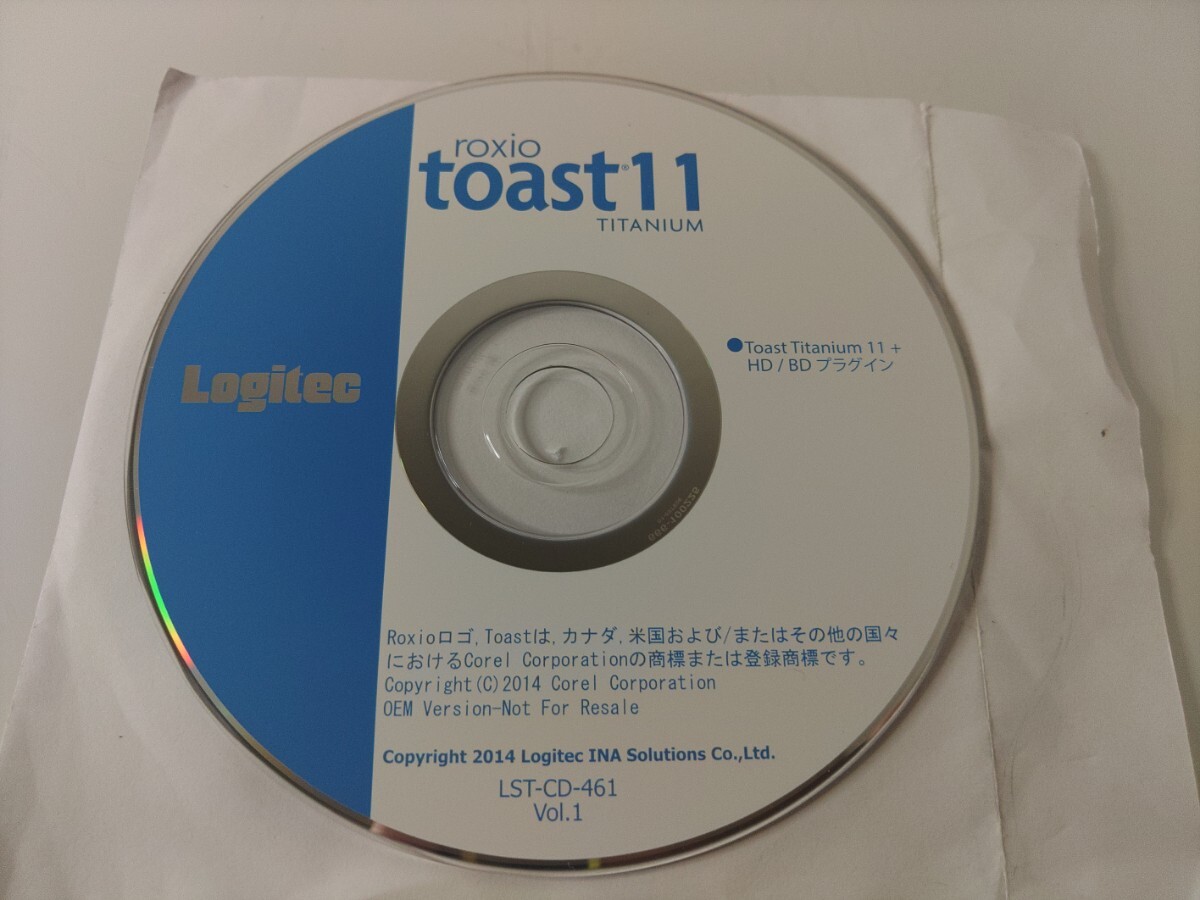 roxio
toast®11
TITANIUM
Logitec
●Toast Titanium 11 +
HD / BD プラグイン
Roxioロゴ,Toastは,カナダ,米国および/またはその他の国々
におけるCorel Corporationの商標または登録商標です。
Copyright(C)2014 Corel Corporation
OEM Version-Not For Resale
Copyright 2014 Logitec INA Solutions Co.,Ltd.
LST-CD-461
Vol.1